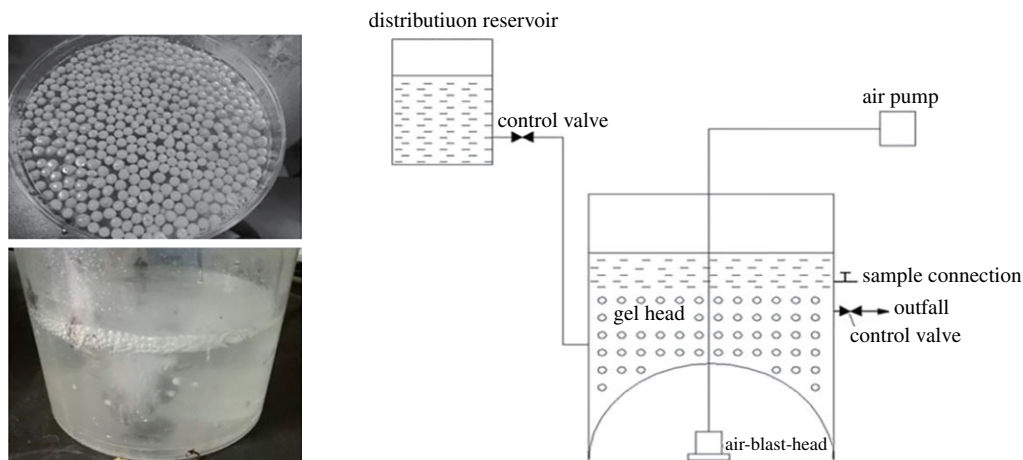 distributiuon reservoir
control valve
air pump
sample connection
gel head
outfall
control valve
air-blast-head